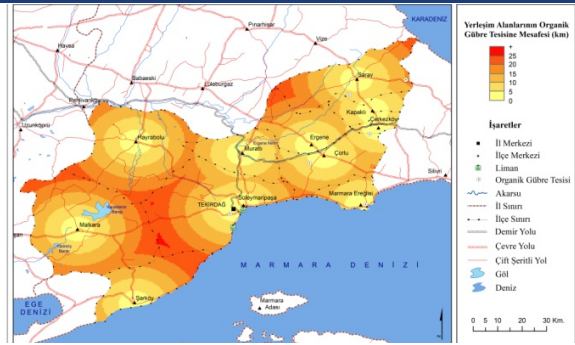 KARADENİZ
Pınarhisar
Vize
Havsa
Babaeski
Lüleburgaz
Saray
Uzunköprü
Kapaklı
Çerkezköy
Hayrabolu
Muratlı
Ergene
Çorlu
Silivri
Marmara Ereğlisi
TEKİRDAĞ
Süleymanpaşa
Malkara
MARMARA DENİZİ
Şarköy
Marmara
Adası
EGE
DENİZİ
Yerleşim Alanlarının Organik
Gübre Tesisine Mesafesi (km)
+
25
20
15
10
5
0
İşaretler
İl Merkezi
İlçe Merkezi
Liman
Organik Gübre Tesisi
Akarsu
İl Sınırı
İlçe Sınırı
Demir Yolu
Çevre Yolu
Çift Şeritli Yol
Göl
Deniz
0 5 10 20 30 Km.